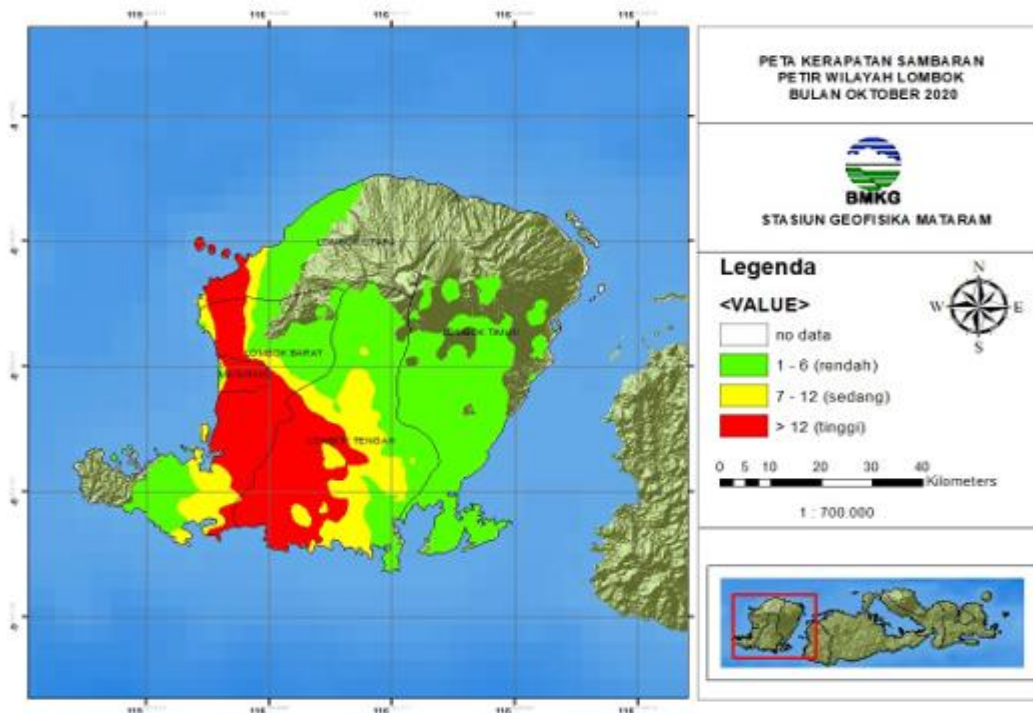 PETA KERAPATAN SAMBARAN
PETIR WILAYAH LOMBOK
BULAN OKTOBER 2020
BMKG
STASIUN GEOFISIKA MATARAM
Legenda
<VALUE>
no data
1 - 6 (rendah)
7 - 12 (sedang)
> 12 (tinggi)
N
W E
S
0 5 10 20 30 40
Kilometers
1 : 700.000
LOMBOK UTARA
LOMBOK TIMUR
LOMBOK BARAT
LOMBOK TENGAH